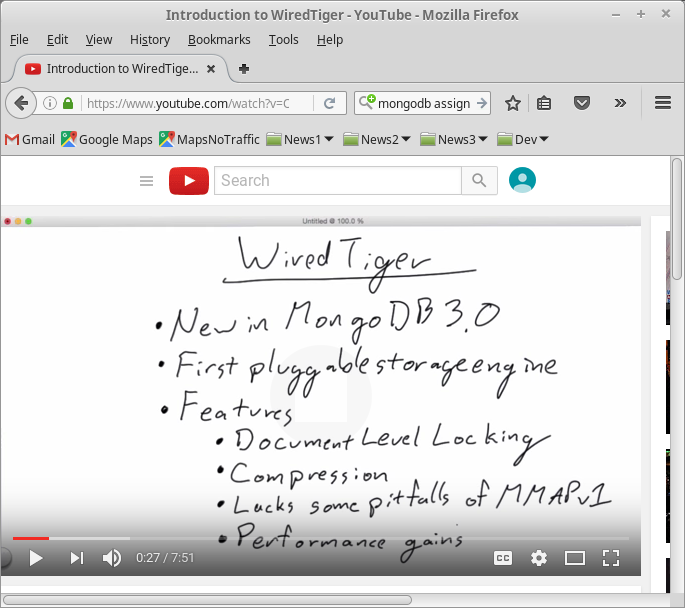 Introduction to WiredTiger - YouTube - Mozilla Firefox
File Edit View History Bookmarks Tools Help
Introduction to WiredTige...
https://www.youtube.com/watch?v=C mongodb assign
Gmail Google Maps MapsNoTraffic News1 News2 News3 Dev
Search
Untitled @ 100.0 %
WiredTiger
• New in MongoDB 3.0
• First pluggable storage engine
• Features
• Document Level Locking
• Compression
• Lacks some pitfalls of MMAPv1
• Performance gains
0:27 / 7:51 CC